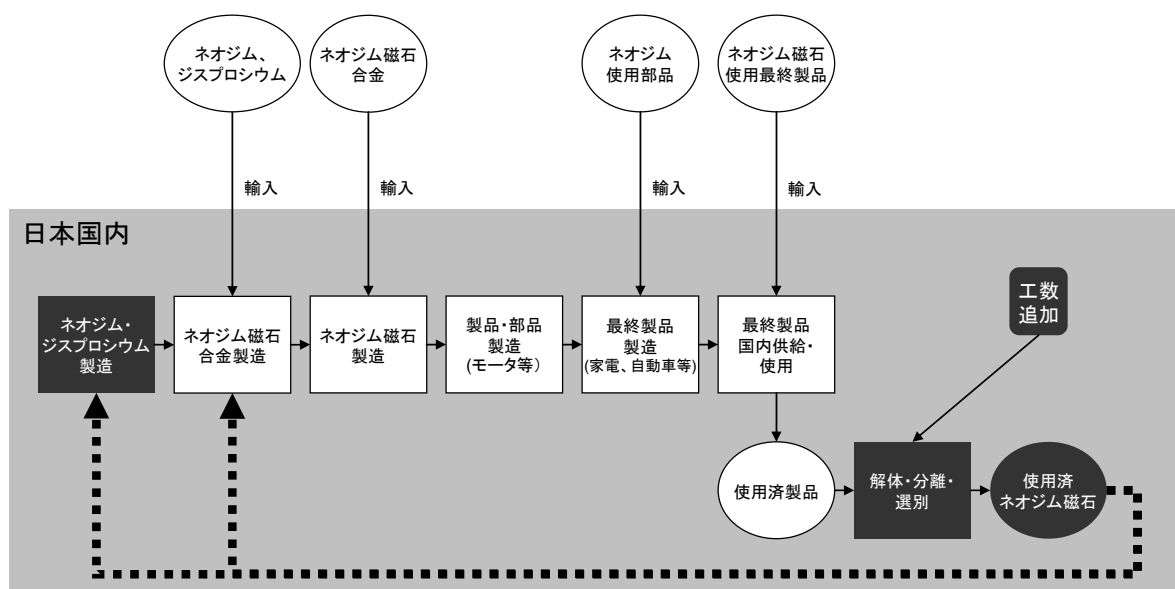 ネオジム、
ジスプロシウム
ネオジム磁石
合金
ネオジム
使用部品
ネオジム磁石
使用最終製品
輸入
輸入
輸入
輸入
日本国内
工数
追加
ネオジム・
ジスプロシウム
製造
ネオジム磁石
合金製造
ネオジム磁石
製造
製品・部品
製造
(モータ等)
最終製品
製造
(家電、自動車等)
最終製品
国内供給・
使用
使用済製品
解体・分離・
選別
使用済
ネオジム磁石